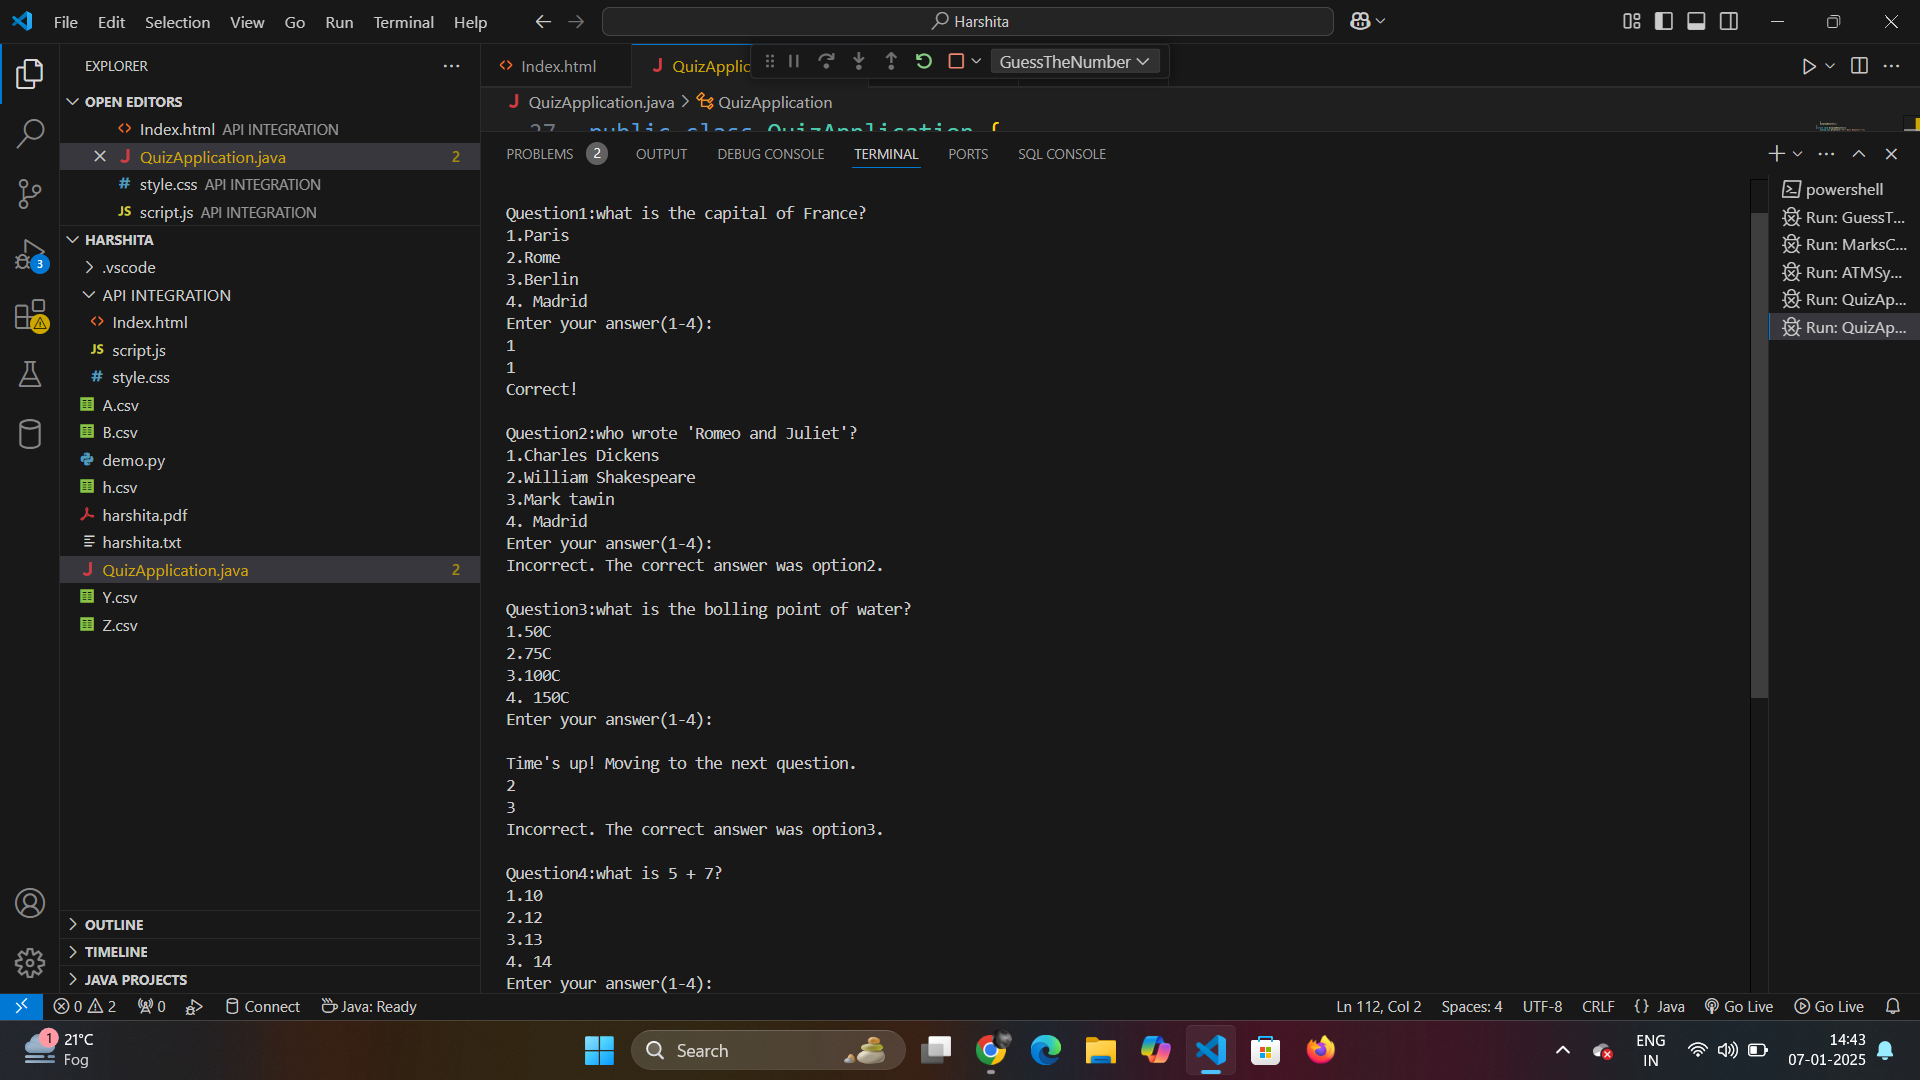 File Edit Selection View Go Run Terminal Help
Harshita
EXPLORER
OPEN EDITORS
Index.html API INTEGRATION
QuizApplication.java 2
style.css API INTEGRATION
script.js API INTEGRATION
HARSHITA
.vscode
API INTEGRATION
Index.html
script.js
style.css
A.csv
B.csv
demo.py
h.csv
harshita.pdf
harshita.txt
QuizApplication.java 2
Y.csv
Z.csv
OUTLINE
TIMELINE
JAVA PROJECTS
3
Index.html
QuizApplic
GuessTheNumber
QuizApplication.java > QuizApplication
27 public class QuizApplication {
PROBLEMS 2 OUTPUT DEBUG CONSOLE TERMINAL PORTS SQL CONSOLE
Question1:what is the capital of France?
1.Paris
2.Rome
3.Berlin
4. Madrid
Enter your answer(1-4):
1
1
Correct!
Question2:who wrote 'Romeo and Juliet'?
1.Charles Dickens
2.William Shakespeare
3.Mark tawin
4. Madrid
Enter your answer(1-4):
Incorrect. The correct answer was option2.
Question3:what is the bolling point of water?
1.50C
2.75C
3.100C
4. 150C
Enter your answer(1-4):
Time's up! Moving to the next question.
2
3
Incorrect. The correct answer was option3.
Question4:what is 5 + 7?
1.10
2.12
3.13
4. 14
Enter your answer(1-4):
powershell
Run: GuessT...
Run: MarksC...
Run: ATMSy...
Run: QuizAp...
Run: QuizAp...
0 2 0 Connect Java: Ready
Ln 112, Col 2 Spaces: 4 UTF-8 CRLF {} Java Go Live Go Live
1
21°C
Fog
Search
ENG
IN
14:43
07-01-2025